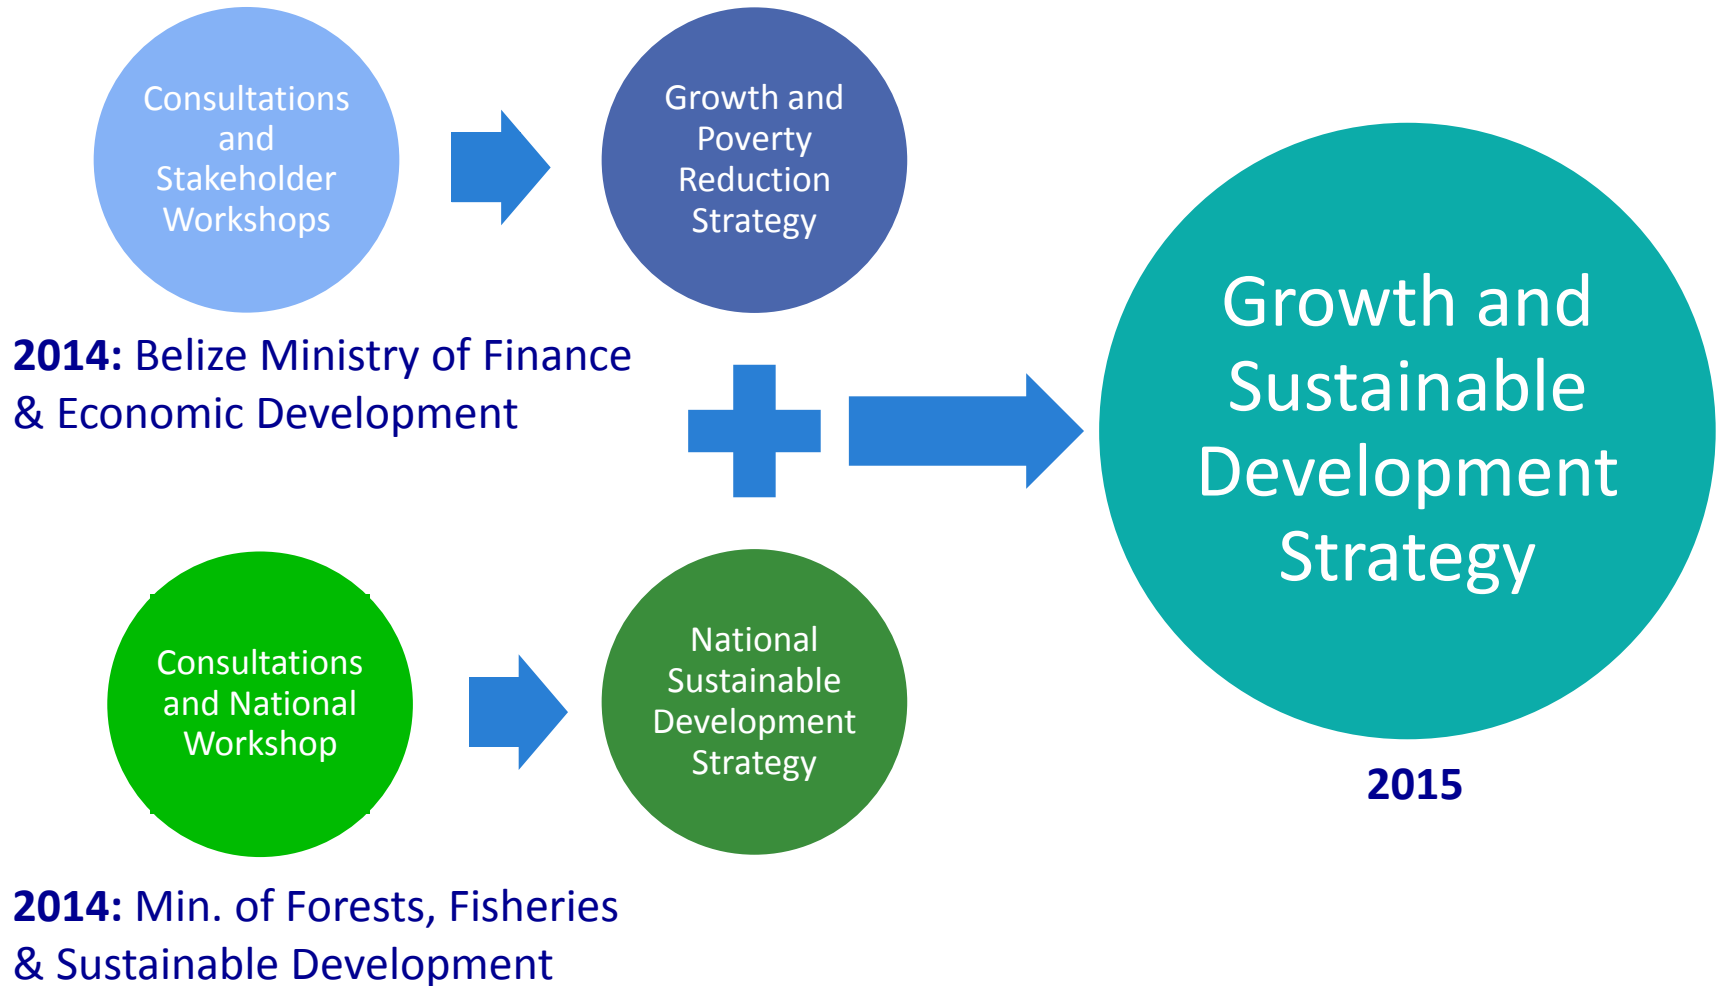 Consultations
and
Stakeholder
Workshops
Growth and
Poverty
Reduction
Strategy
2014: Belize Ministry of Finance
& Economic Development
Consultations
and National
Workshop
National
Sustainable
Development
Strategy
2014: Min. of Forests, Fisheries
& Sustainable Development
Growth and
Sustainable
Development
Strategy
2015